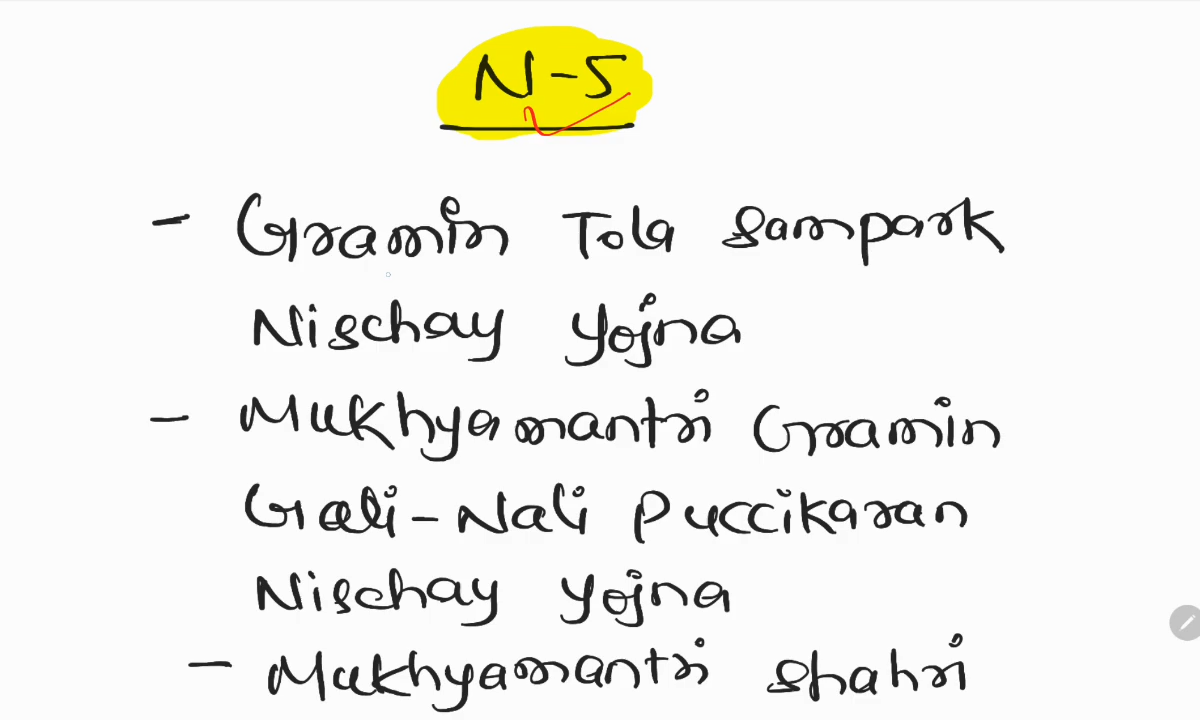 N-5
- Gramin Tola Sampark
Nischay Yojna
- Mukhyamantri Gramin
Gali-Nali Puccikaran
Nischay Yojna
- Mukhyamantri Shahri